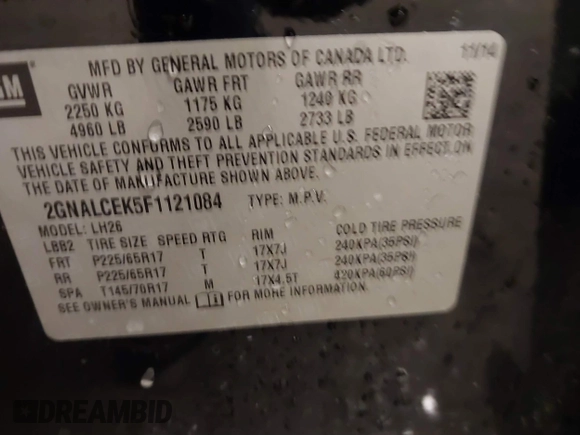 GM
MFD BY GENERAL MOTORS OF CANADA LTD. 11/14
GVWR GAWR FRT GAWR RR
2250 KG 1175 KG 1240 KG
4960 LB 2590 LB 2733 LB
THIS VEHICLE CONFORMS TO ALL APPLICABLE U.S. FEDERAL MOTOR
VEHICLE SAFETY AND THEFT PREVENTION STANDARDS IN EFFECT ON
THE DATE OF MANUFACTURE SHOWN ABOVE.
2GNALCEK5F1121084 TYPE: M.P.V.
MODEL: LH26
LBB2 TIRE SIZE SPEED RTG RIM COLD TIRE PRESSURE
FRT P225/65R17 T 17X7J 240KPA(35PSI)
RR P225/65R17 T 17X7J 240KPA(35PSI)
SPA T145/70R17 M 17X4.5T 420KPA(60PSI)
SEE OWNER'S MANUAL FOR MORE INFORMATION.
DREAMBID